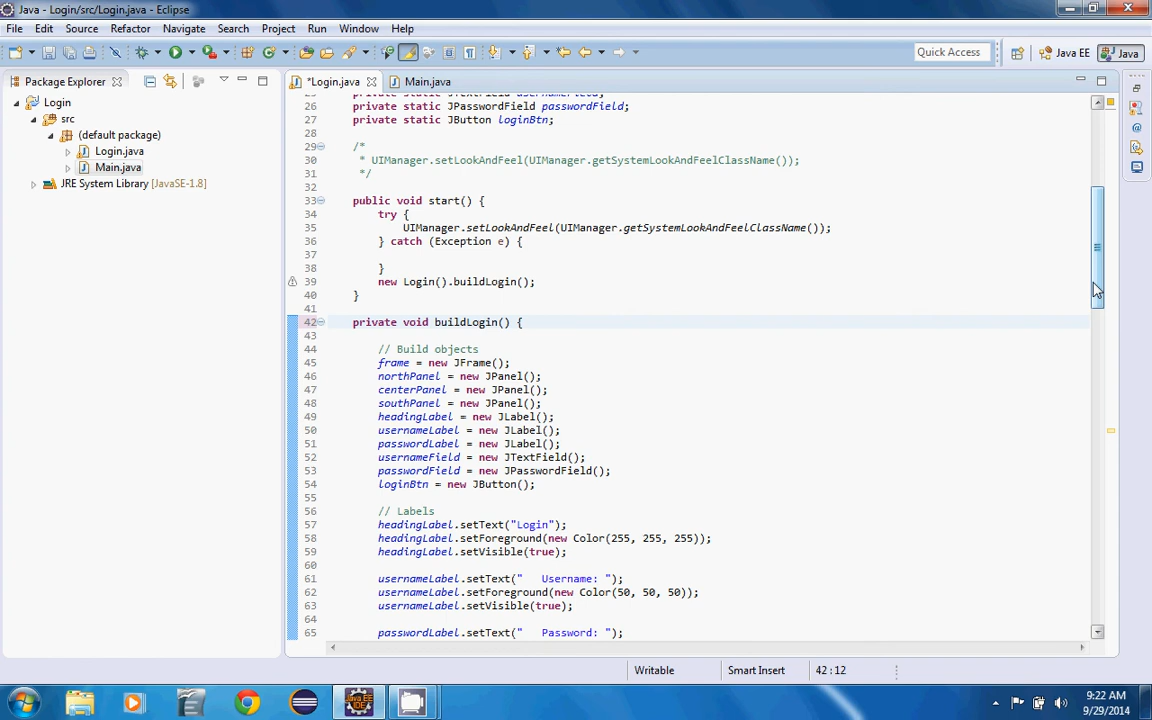 Java - Login/src/Login.java - Eclipse
File Edit Source Refactor Navigate Search Project Run Window Help
Quick Access Java EE Java
Package Explorer
*Login.java Main.java
Login
src
(default package)
Login.java
Main.java
JRE System Library [JavaSE-1.8]
26 private static JPasswordField passwordField;
27 private static JButton loginBtn;
28
29 /*
30 * UIManager.setLookAndFeel(UIManager.getSystemLookAndFeelClassName());
31 */
32
33 public void start() {
34 try {
35 UIManager.setLookAndFeel(UIManager.getSystemLookAndFeelClassName());
36 } catch (Exception e) {
37
38 }
39 new Login().buildLogin();
40 }
41
42 private void buildLogin() {
43
44 // Build objects
45 frame = new JFrame();
46 northPanel = new JPanel();
47 centerPanel = new JPanel();
48 southPanel = new JPanel();
49 headingLabel = new JLabel();
50 usernameLabel = new JLabel();
51 passwordLabel = new JLabel();
52 usernameField = new JTextField();
53 passwordField = new JPasswordField();
54 loginBtn = new JButton();
55
56 // Labels
57 headingLabel.setText("Login");
58 headingLabel.setForeground(new Color(255, 255, 255));
59 headingLabel.setVisible(true);
60
61 usernameLabel.setText("   Username: ");
62 usernameLabel.setForeground(new Color(50, 50, 50));
63 usernameLabel.setVisible(true);
64
65 passwordLabel.setText("   Password: ");
Writable Smart Insert 42 : 12
Java EE IDE
9:22 AM
9/29/2014